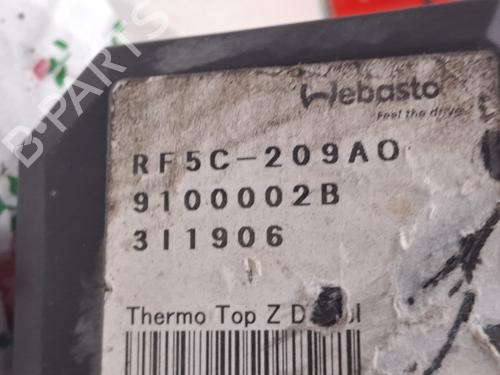 Webasto
Feel the drive
RF5C-209A0
9100002B
311906
Thermo Top Z
B-PARTS